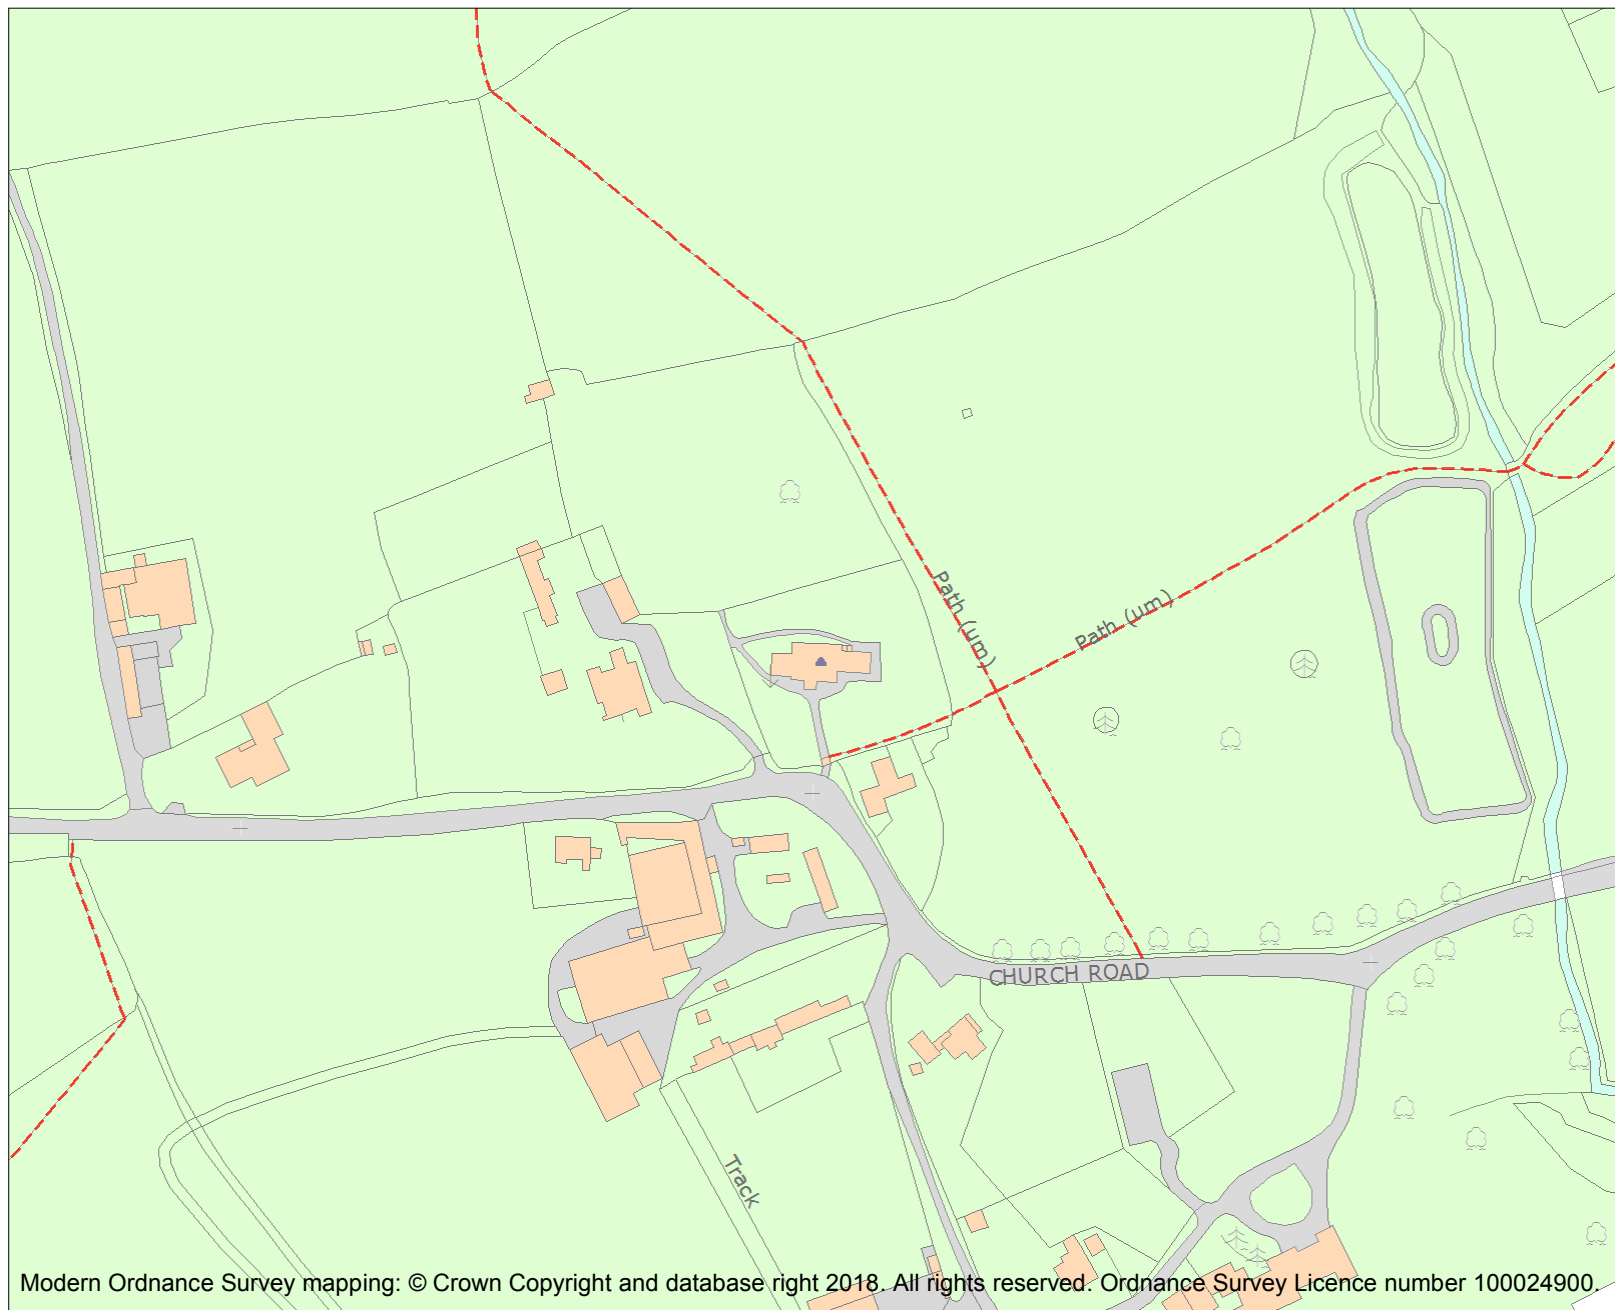 Path (um)
Path (um)
CHURCH ROAD
Track
Modern Ordnance Survey mapping: © Crown Copyright and database right 2018. All rights reserved. Ordnance Survey Licence number 100024900.